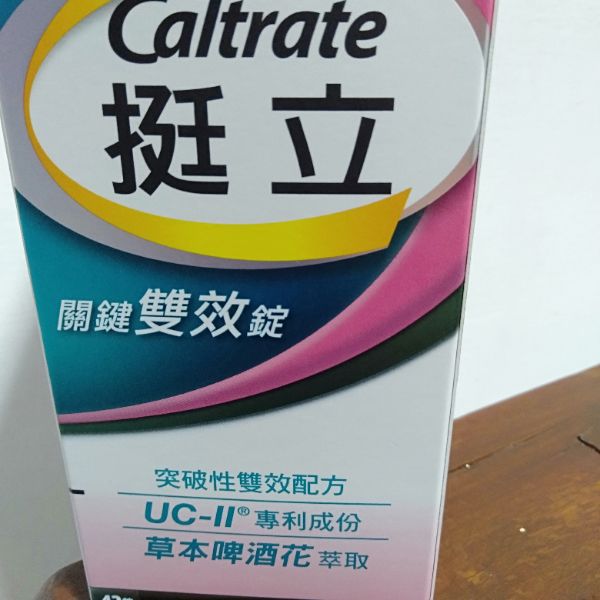 Caltrate
挺立
關鍵雙效錠
突破性雙效配方
UC-II® 專利成份
草本啤酒花 萃取